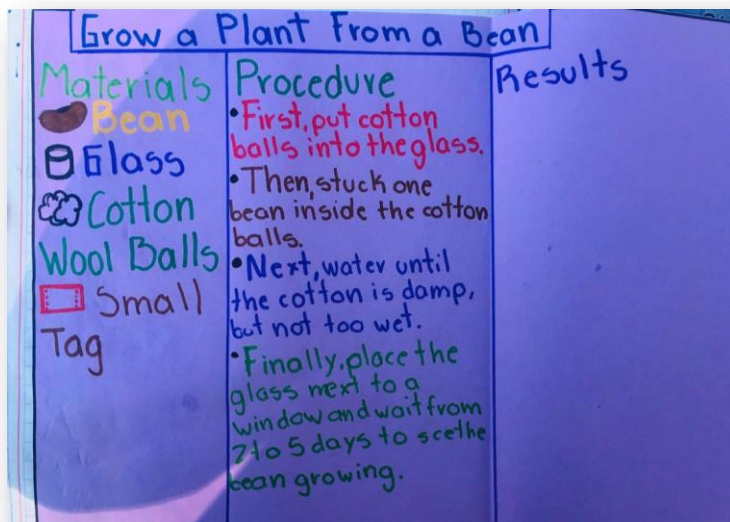 Grow a Plant From a Bean
Materials
Bean
Glass
Cotton
Wool Balls
Small
Tag
Procedure
•First, put cotton
balls into the glass.
•Then, stuck one
bean inside the cotton
balls.
•Next, water until
the cotton is damp,
but not too wet.
•Finally, place the
glass next to a
window and wait from
7 to 5 days to see the
bean growing.
Results